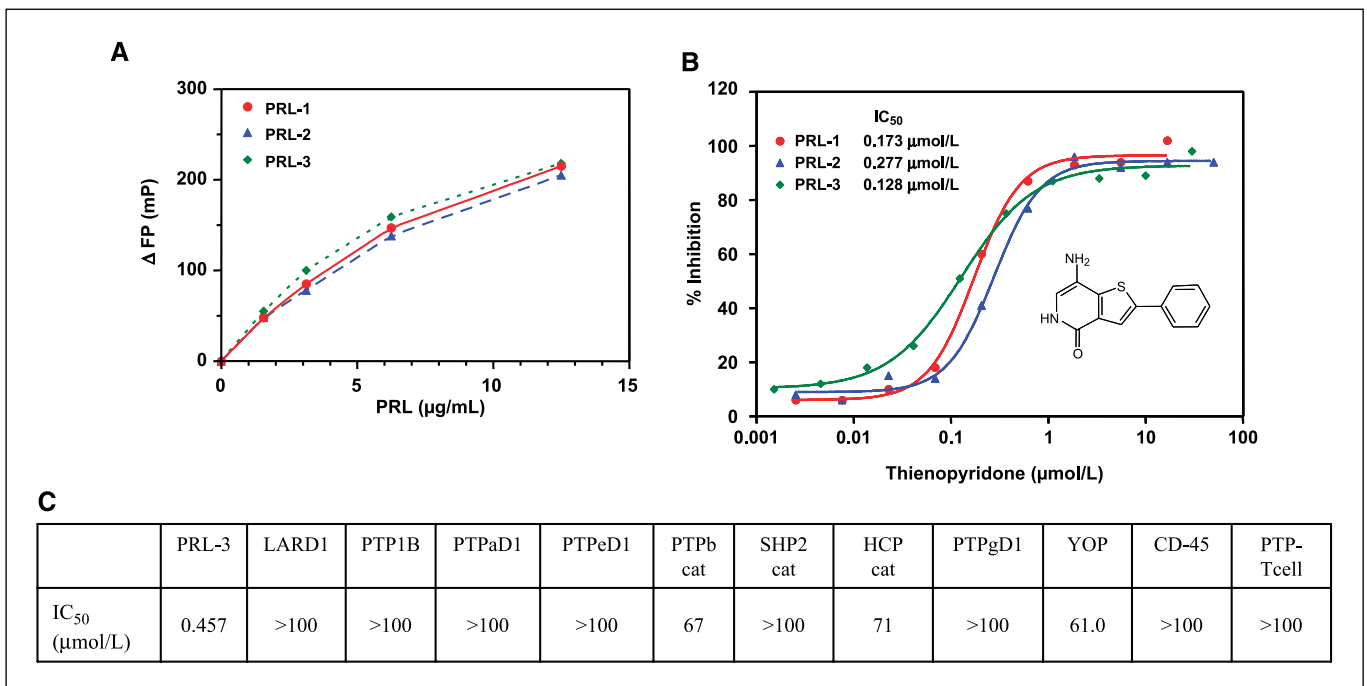 A
300
200
100
0
Δ FP (mP)
PRL-1
PRL-2
PRL-3
0 5 10 15
PRL (µg/mL)
B
120
100
80
60
40
20
0
% Inhibition
IC50
PRL-1 0.173 µmol/L
PRL-2 0.277 µmol/L
PRL-3 0.128 µmol/L
NH2
S
HN
O
0.001 0.01 0.1 1 10 100
Thienopyridone (µmol/L)
C
PRL-3 LARD1 PTP1B PTPaD1 PTPeD1 PTPb cat SHP2 cat HCP cat PTPgD1 YOP CD-45 PTP-Tcell
IC50 (µmol/L) 0.457 >100 >100 >100 >100 67 >100 71 >100 61.0 >100 >100